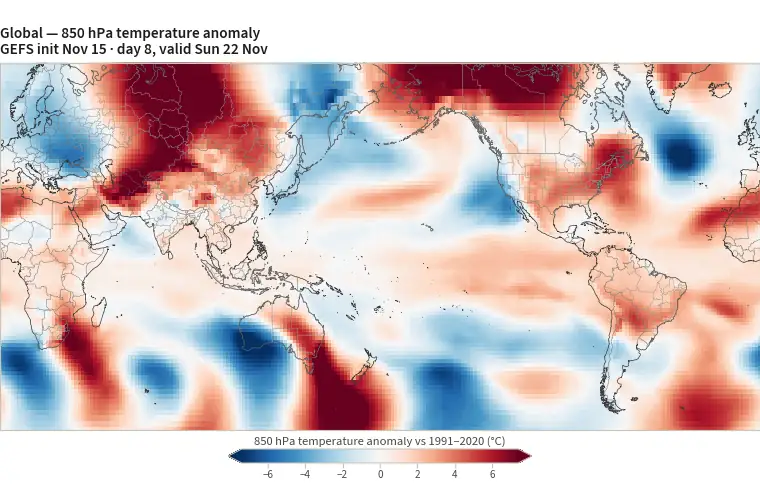 Global — 850 hPa temperature anomaly
GEFS init Nov 15 · day 8, valid Sun 22 Nov
850 hPa temperature anomaly vs 1991–2020 (°C)
−6 −4 −2 0 2 4 6